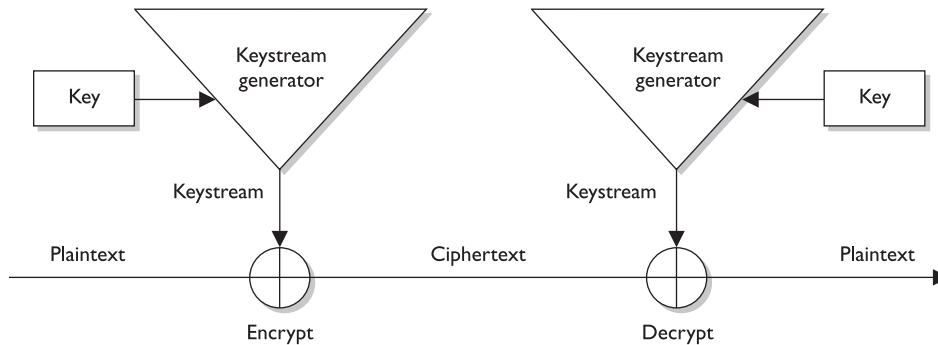 Keystream
generator
Keystream
generator
Key
Key
Keystream
Keystream
Plaintext
Ciphertext
Plaintext
Encrypt
Decrypt